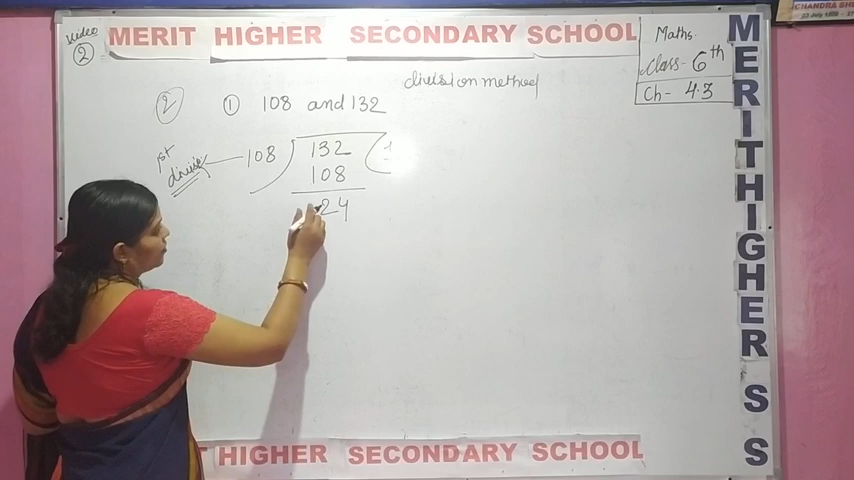 video
2
MERIT HIGHER SECONDARY SCHOOL
Maths.
Class - 6th
Ch - 4.3
division method
2 1 108 and 132
1st
108 132
108
24
HIGHER SECONDARY SCHOOL
MERITHIGHER S S